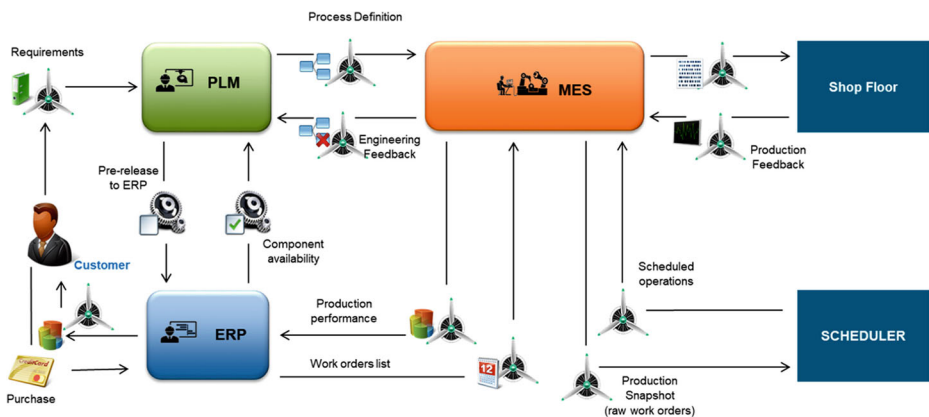 Process Definition
Requirements
PLM
MES
Shop Floor
Engineering
Feedback
Production
Feedback
Pre-release
to ERP
Component
availability
Customer
Scheduled
operations
Production
performance
ERP
SCHEDULER
12
Work orders list
Purchase
Production
Snapshot
(raw work orders)